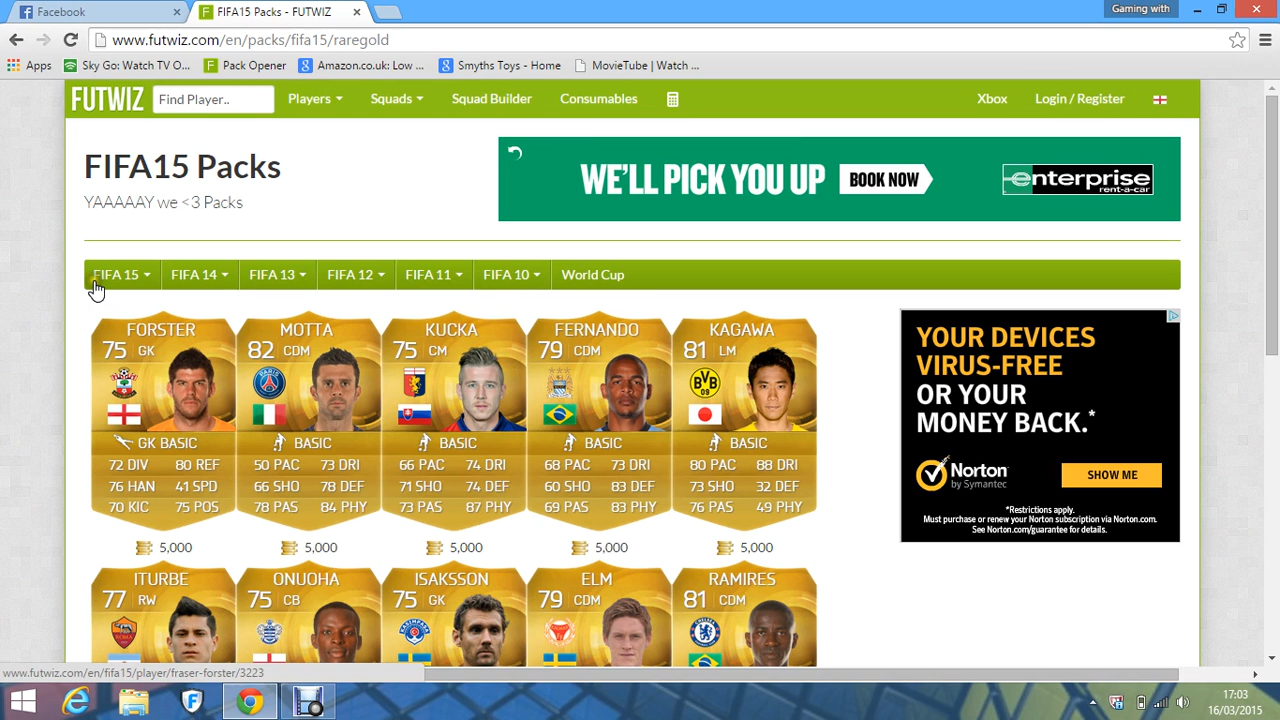 Facebook
FIFA15 Packs - FUTWIZ
Gaming with
www.futwiz.com/en/packs/fifa15/raregold
Apps
Sky Go: Watch TV O...
Pack Opener
Amazon.co.uk: Low ...
Smyths Toys - Home
MovieTube | Watch ...
FUTWIZ
Find Player..
Players
Squads
Squad Builder
Consumables
Xbox
Login / Register
FIFA15 Packs
YAAAAAY we <3 Packs
WE'LL PICK YOU UP
BOOK NOW
enterprise
rent-a-car
FIFA 15
FIFA 14
FIFA 13
FIFA 12
FIFA 11
FIFA 10
World Cup
FORSTER
75 GK
GK BASIC
72 DIV 80 REF
76 HAN 41 SPD
70 KIC 75 POS
5,000
MOTTA
82 CDM
BASIC
50 PAC 73 DRI
66 SHO 78 DEF
78 PAS 84 PHY
5,000
KUCKA
75 CM
BASIC
66 PAC 74 DRI
71 SHO 74 DEF
73 PAS 87 PHY
5,000
FERNANDO
79 CDM
BASIC
68 PAC 73 DRI
60 SHO 83 DEF
69 PAS 83 PHY
5,000
KAGAWA
81 LM
BASIC
80 PAC 88 DRI
73 SHO 32 DEF
76 PAS 49 PHY
5,000
YOUR DEVICES
VIRUS-FREE
OR YOUR
MONEY BACK.*
Norton
by Symantec
SHOW ME
*Restrictions apply.
Must purchase or renew your Norton subscription via Norton.com.
See Norton.com/guarantee for details.
ITURBE
77 RW
ONUOHA
75 CB
ISAKSSON
75 GK
ELM
79 CDM
RAMIRES
81 CDM
www.futwiz.com/en/fifa15/player/fraser-forster/3223
17:03
16/03/2015